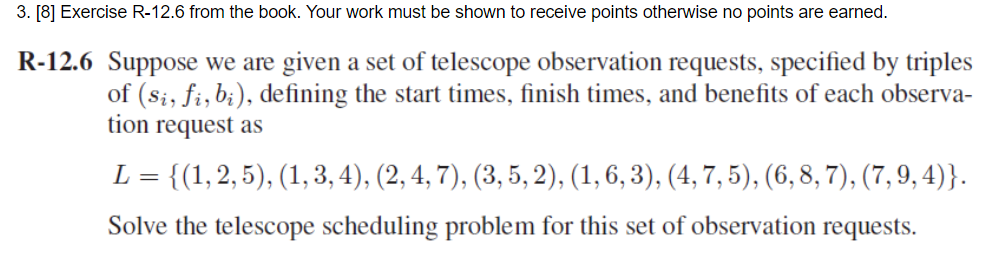 3. [8] Exercise R-12.6 from the book. Your work must be shown to receive points otherwise no points are earned.
R-12.6 Suppose we are given a set of telescope observation requests, specified by triples
of (sᵢ, fᵢ, bᵢ), defining the start times, finish times, and benefits of each observa-
tion request as
L = {(1, 2, 5), (1, 3, 4), (2, 4, 7), (3, 5, 2), (1, 6, 3), (4, 7, 5), (6, 8, 7), (7, 9, 4)}.
Solve the telescope scheduling problem for this set of observation requests.